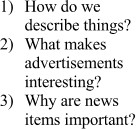 1) How do we
describe things?
2) What makes
advertisements
interesting?
3) Why are news
items important?